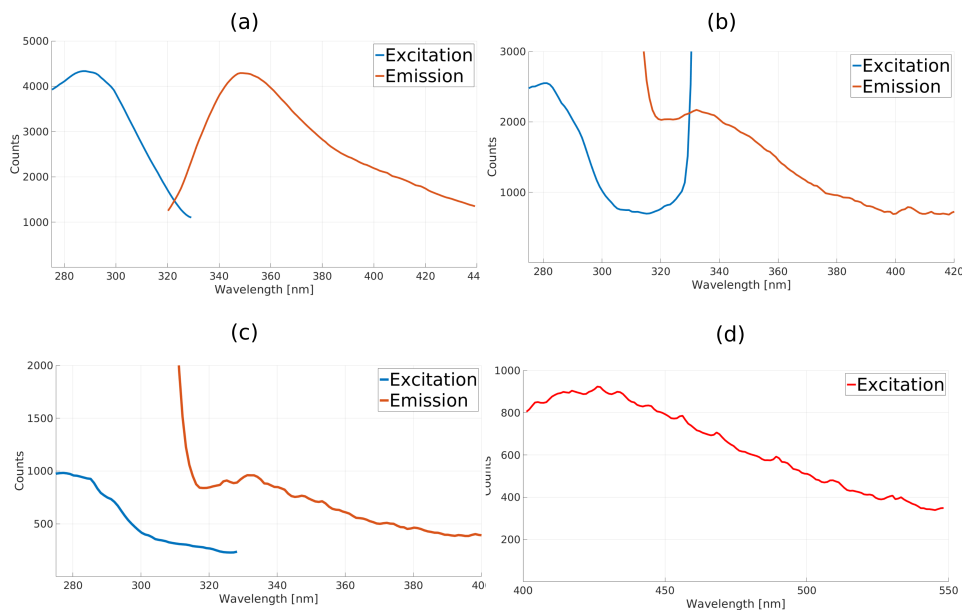 (a)
5000
4000
3000
2000
1000
Counts
280 300 320 340 360 380 400 420 439
Wavelength [nm]
Excitation
Emission
(b)
3000
2000
1000
Counts
280 300 320 340 360 380 400 420
Wavelength [nm]
Excitation
Emission
(c)
2000
1500
1000
500
Counts
280 300 320 340 360 380 400
Wavelength [nm]
Excitation
Emission
(d)
1000
800
600
400
200
Counts
400 450 500 550
Wavelength [nm]
Excitation